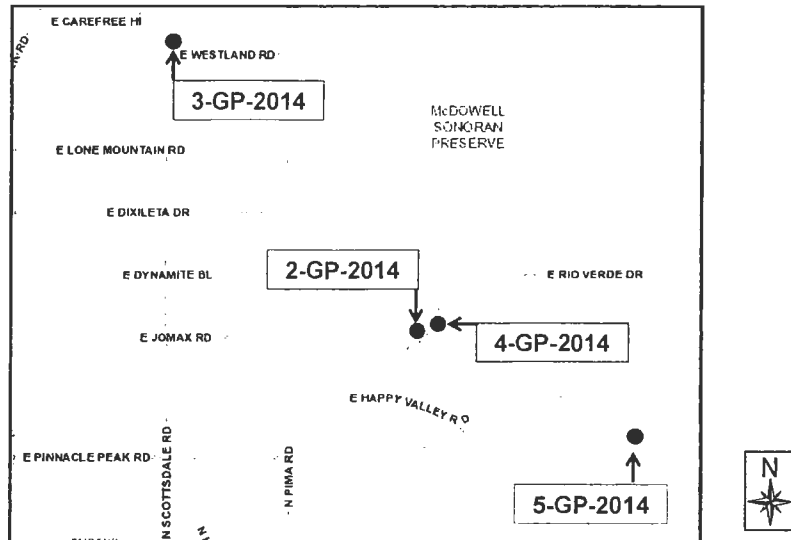 E CAREFREE HI
E WESTLAND RD
3-GP-2014
McDOWELL
SONORAN
PRESERVE
E LONE MOUNTAIN RD
E DIXILETA DR
E DYNAMITE BL
2-GP-2014
E RIO VERDE DR
E JOMAX RD
4-GP-2014
E HAPPY VALLEY RD
E PINNACLE PEAK RD
N SCOTTSDALE RD
N PIMA RD
5-GP-2014
N